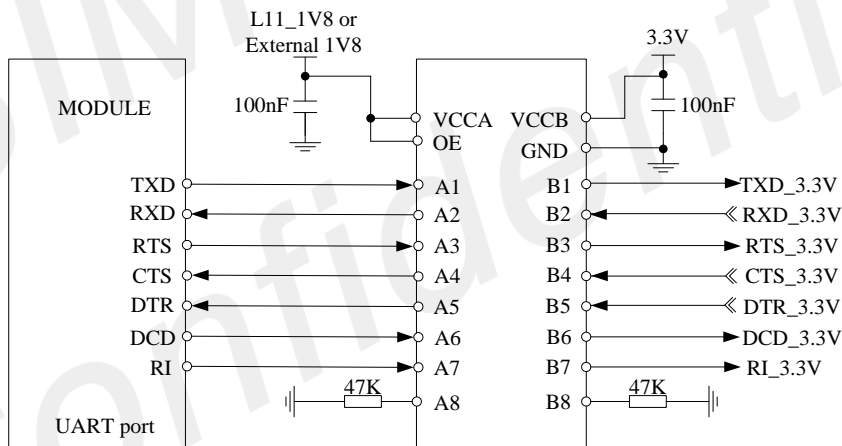 L11_1V8 or
External 1V8
3.3V
MODULE
100nF
100nF
VCCA
VCCB
OE
GND
TXD
A1
B1
TXD_3.3V
RXD
A2
B2
RXD_3.3V
RTS
A3
B3
RTS_3.3V
CTS
A4
B4
CTS_3.3V
DTR
A5
B5
DTR_3.3V
DCD
A6
B6
DCD_3.3V
RI
A7
B7
RI_3.3V
47K
A8
B8
47K
UART port
SIM
Confidenti